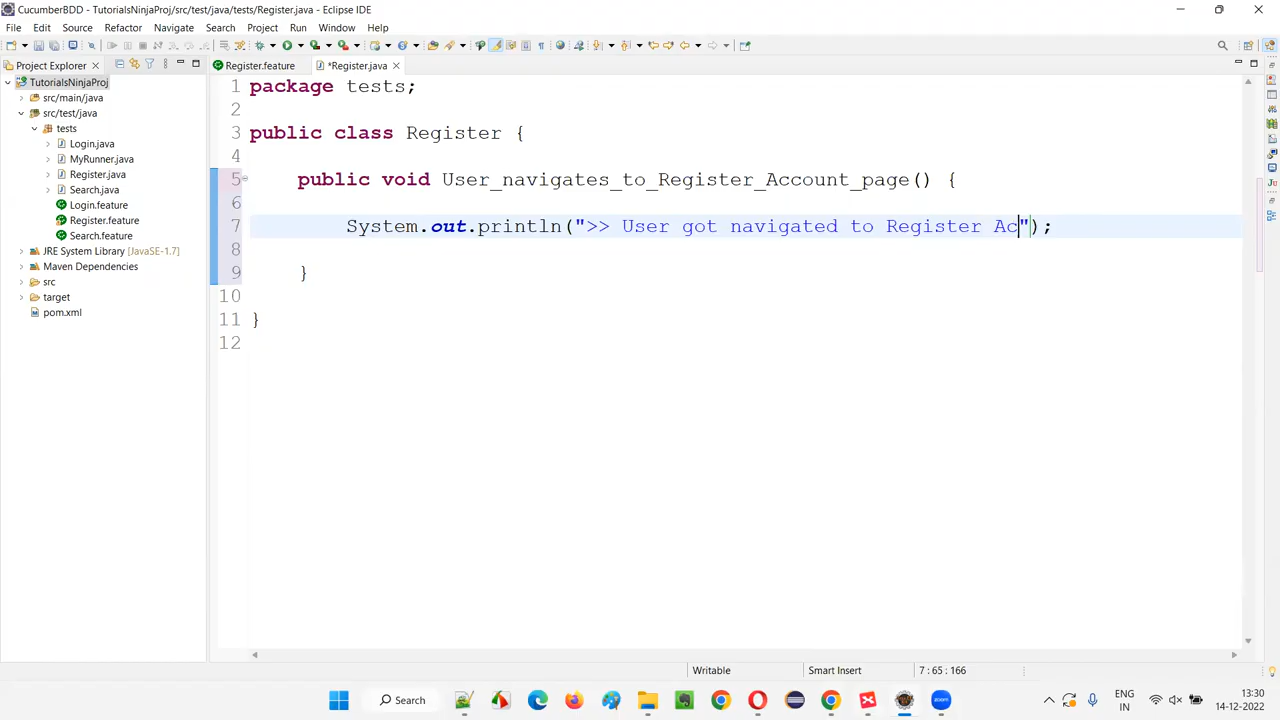 CucumberBDD - TutorialsNinjaProj/src/test/java/tests/Register.java - Eclipse IDE
File Edit Source Refactor Navigate Search Project Run Window Help
Project Explorer
Register.feature
*Register.java
TutorialsNinjaProj
src/main/java
src/test/java
tests
Login.java
MyRunner.java
Register.java
Search.java
Login.feature
Register.feature
Search.feature
JRE System Library [JavaSE-1.7]
Maven Dependencies
src
target
pom.xml
1 package tests;
2
3 public class Register {
4
5 public void User_navigates_to_Register_Account_page() {
6
7 System.out.println(">> User got navigated to Register Ac");
8
9 }
10
11 }
12
Writable
Smart Insert
7 : 65 : 166
Search
zoom
ENG
IN
13:30
14-12-2022